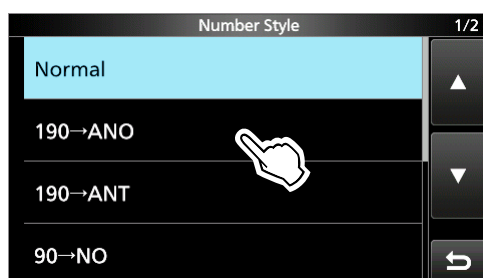 Number Style 1/2
Normal
190→ANO
190→ANT
90→NO